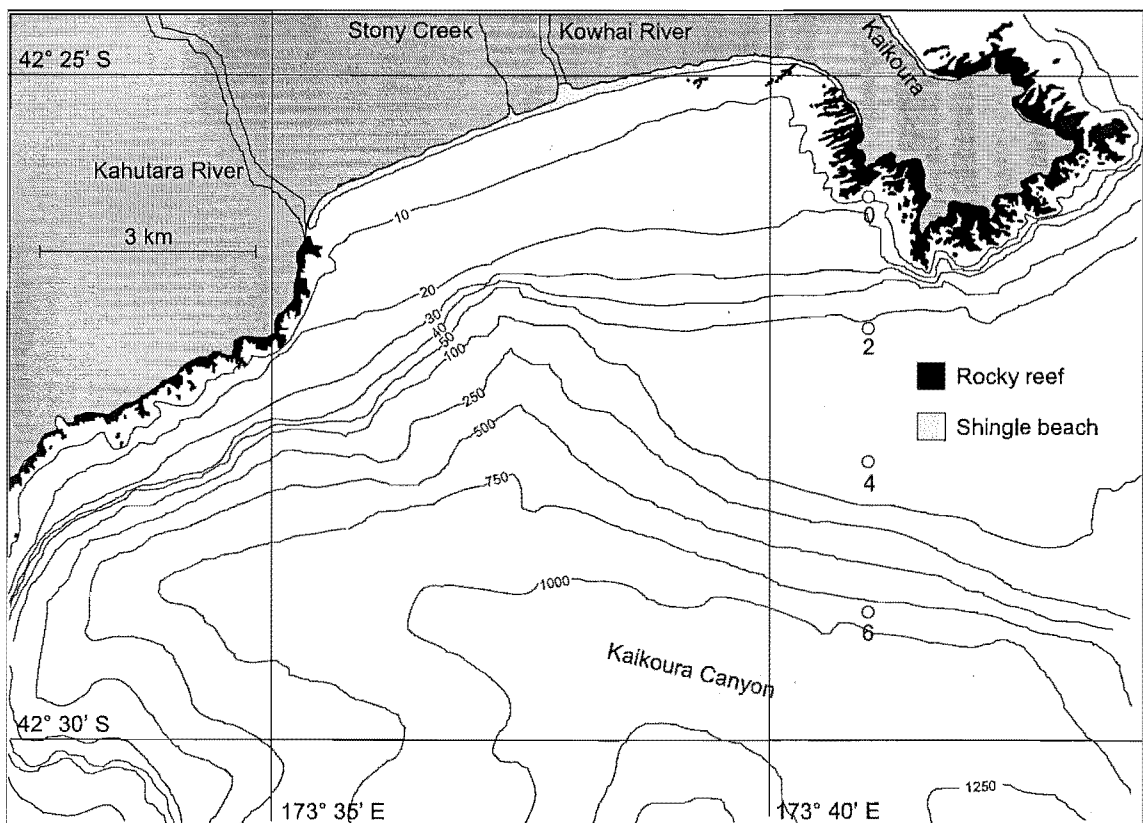 Stony Creek
Kowhai River
Kaikoura
42° 25' S
Kahutara River
3 km
10
0
20
30
40
50
100
2
Rocky reef
250
Shingle beach
500
4
750
1000
6
Kaikoura Canyon
42° 30' S
1250
173° 35' E
173° 40' E